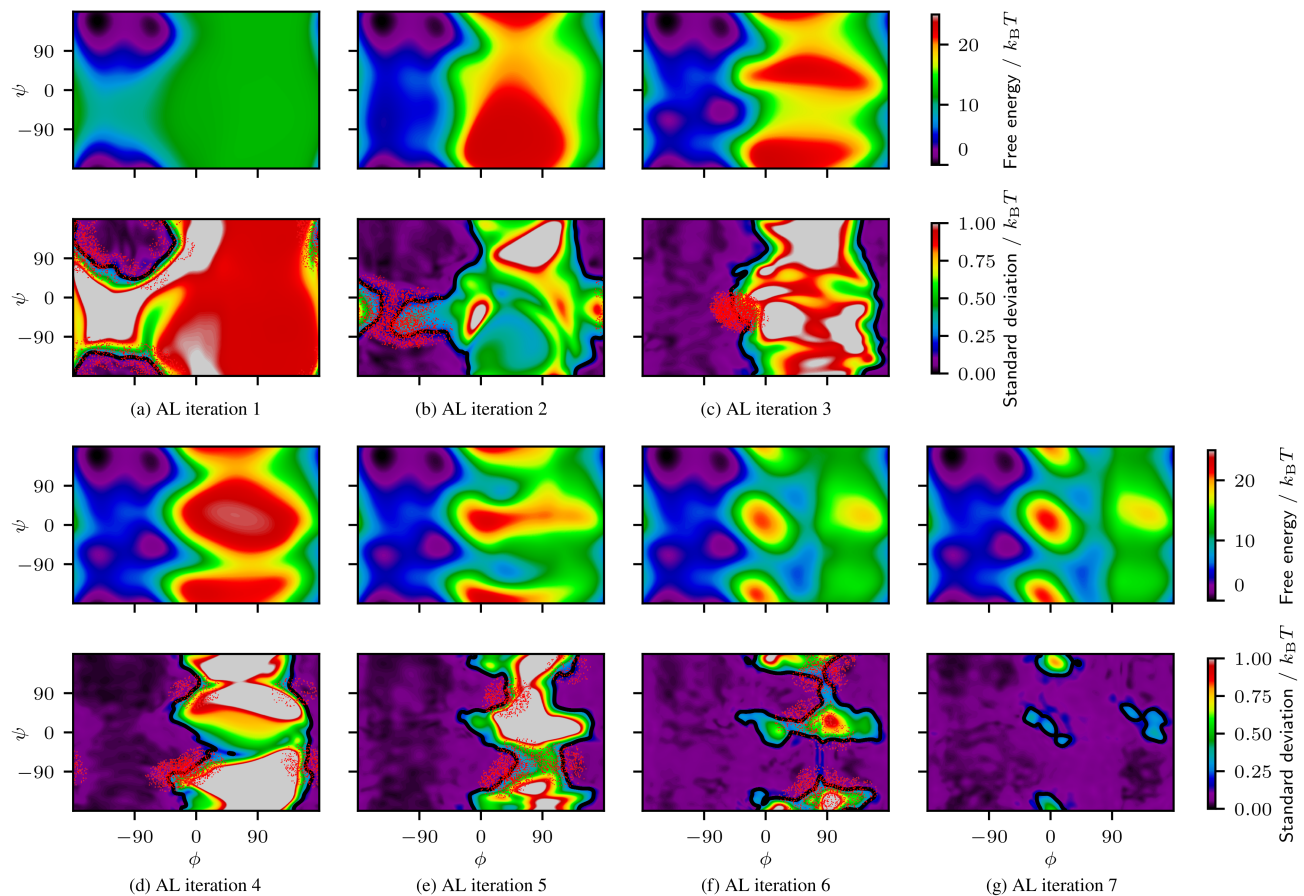 90
0
−90
ψ
20
10
0
Free energy / k_BT
90
0
−90
ψ
1.00
0.75
0.50
0.25
0.00
Standard deviation / k_BT
(a) AL iteration 1
(b) AL iteration 2
(c) AL iteration 3
90
0
−90
ψ
20
10
0
Free energy / k_BT
90
0
−90
ψ
1.00
0.75
0.50
0.25
0.00
Standard deviation / k_BT
−90 0 90
−90 0 90
−90 0 90
−90 0 90
ϕ
ϕ
ϕ
ϕ
(d) AL iteration 4
(e) AL iteration 5
(f) AL iteration 6
(g) AL iteration 7